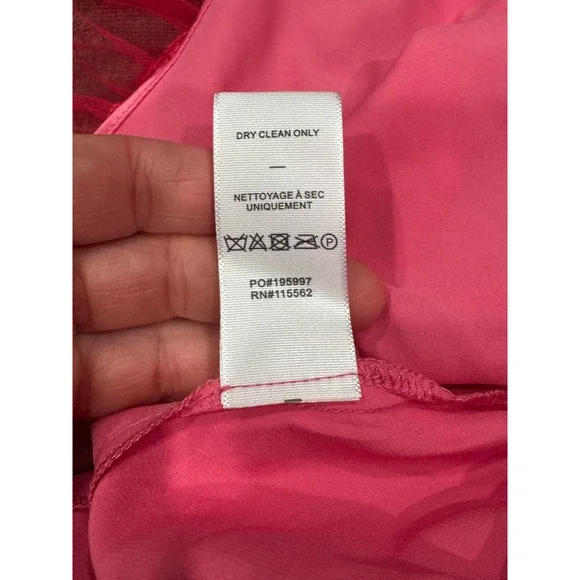 DRY CLEAN ONLY
—
NETTOYAGE À SEC
UNIQUEMENT
P
PO#195997
RN#115562